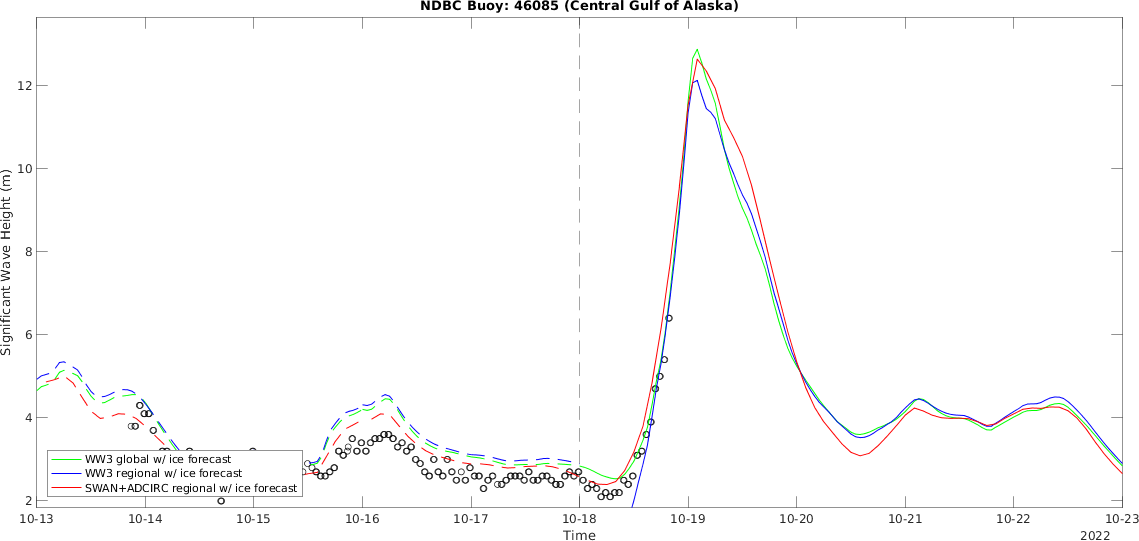 NDBC Buoy: 46085 (Central Gulf of Alaska)
Significant Wave Height (m)
12
10
8
6
4
2
WW3 global w/ ice forecast
WW3 regional w/ ice forecast
SWAN+ADCIRC regional w/ ice forecast
10-13 10-14 10-15 10-16 10-17 10-18 10-19 10-20 10-21 10-22 10-23
Time
2022